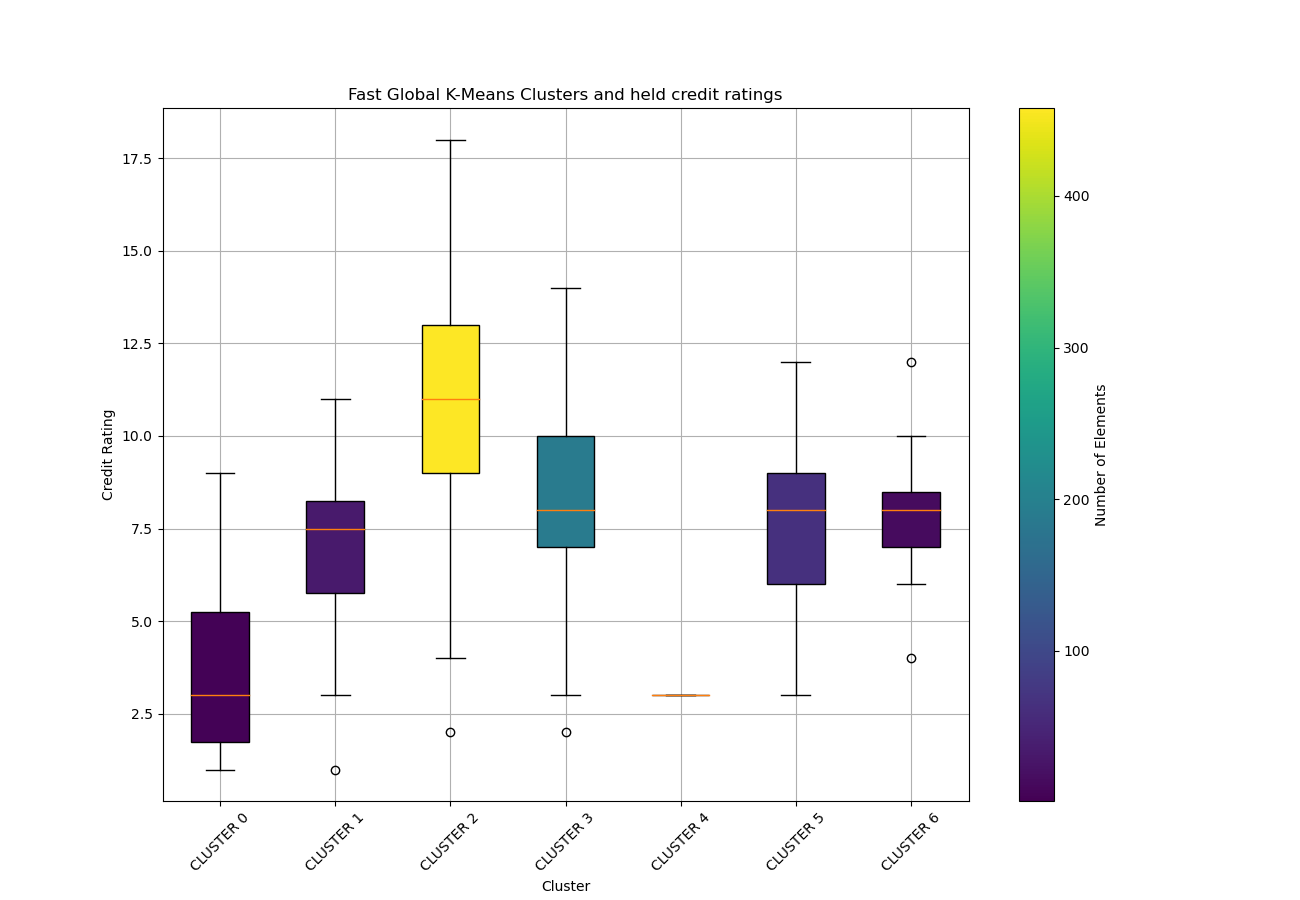 Fast Global K-Means Clusters and held credit ratings
17.5
15.0
12.5
10.0
7.5
5.0
2.5
Credit Rating
CLUSTER 0
CLUSTER 1
CLUSTER 2
CLUSTER 3
CLUSTER 4
CLUSTER 5
CLUSTER 6
Cluster
400
300
200
100
Number of Elements